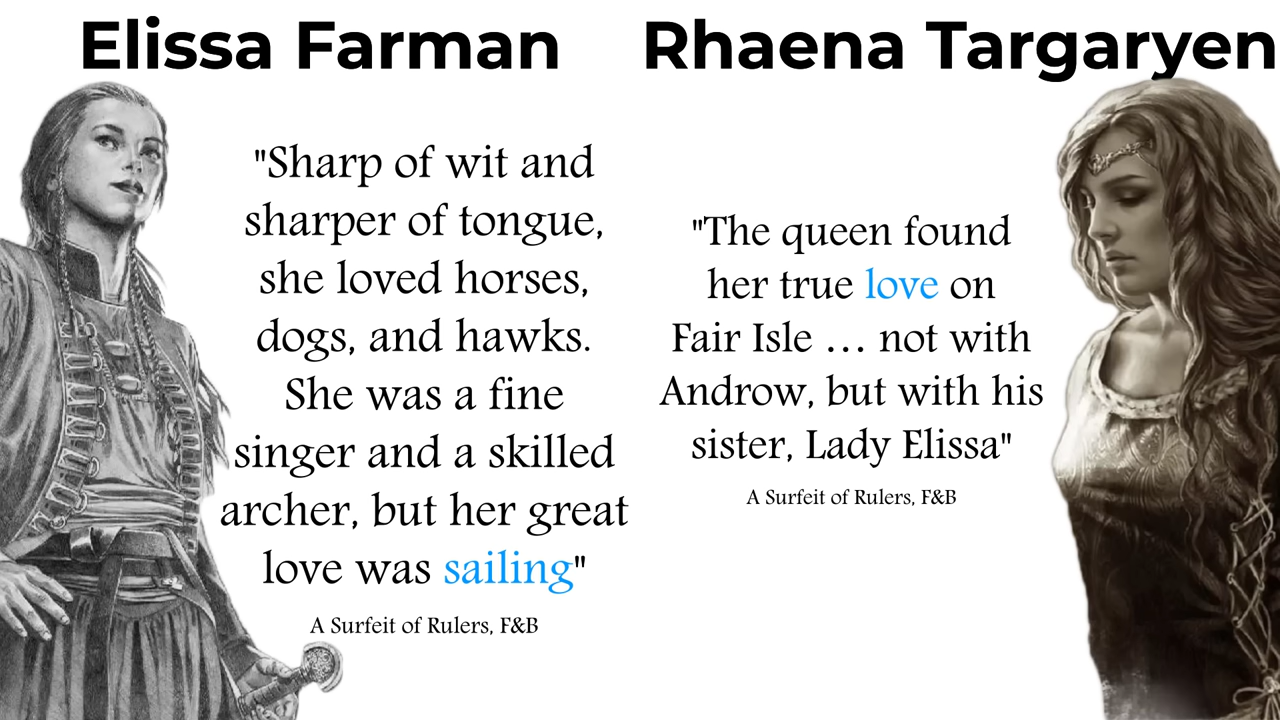 Elissa Farman
"Sharp of wit and
sharper of tongue,
she loved horses,
dogs, and hawks.
She was a fine
singer and a skilled
archer, but her great
love was sailing"
A Surfeit of Rulers, F&B
Rhaena Targaryen
"The queen found
her true love on
Fair Isle … not with
Androw, but with his
sister, Lady Elissa"
A Surfeit of Rulers, F&B